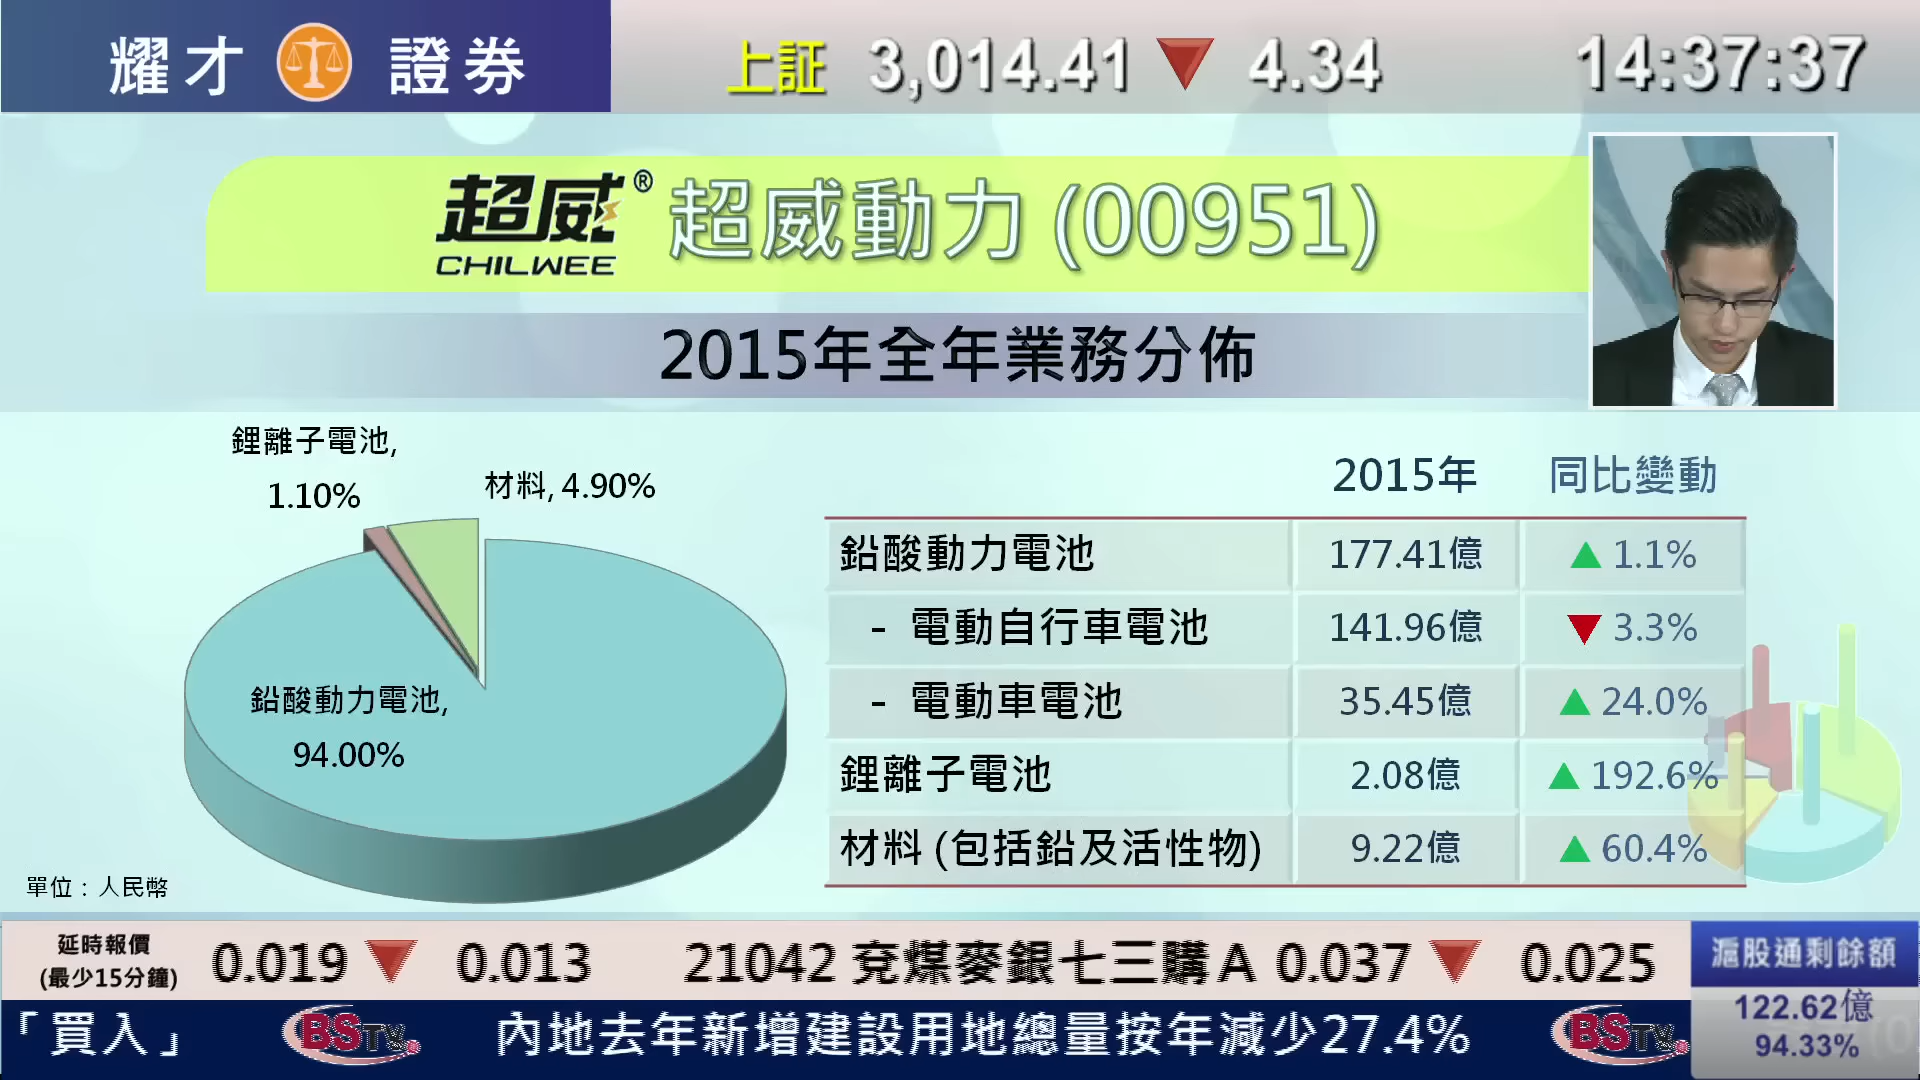 耀才 證券
上証 3,014.41 ▼ 4.34
14:37:37
超威® CHILWEE
超威動力 (00951)
2015年全年業務分佈
鋰離子電池, 1.10%
材料, 4.90%
鉛酸動力電池, 94.00%
單位：人民幣
2015年 同比變動
鉛酸動力電池 177.41億 ▲ 1.1%
- 電動自行車電池 141.96億 ▼ 3.3%
- 電動車電池 35.45億 ▲ 24.0%
鋰離子電池 2.08億 ▲ 192.6%
材料 (包括鉛及活性物) 9.22億 ▲ 60.4%
延時報價
(最少15分鐘)
0.019 ▼ 0.013 21042 兗煤麥銀七三購A 0.037 ▼ 0.025
滬股通剩餘額
122.62億
94.33%
「買入」 BSTV 內地去年新增建設用地總量按年減少27.4% BSTV